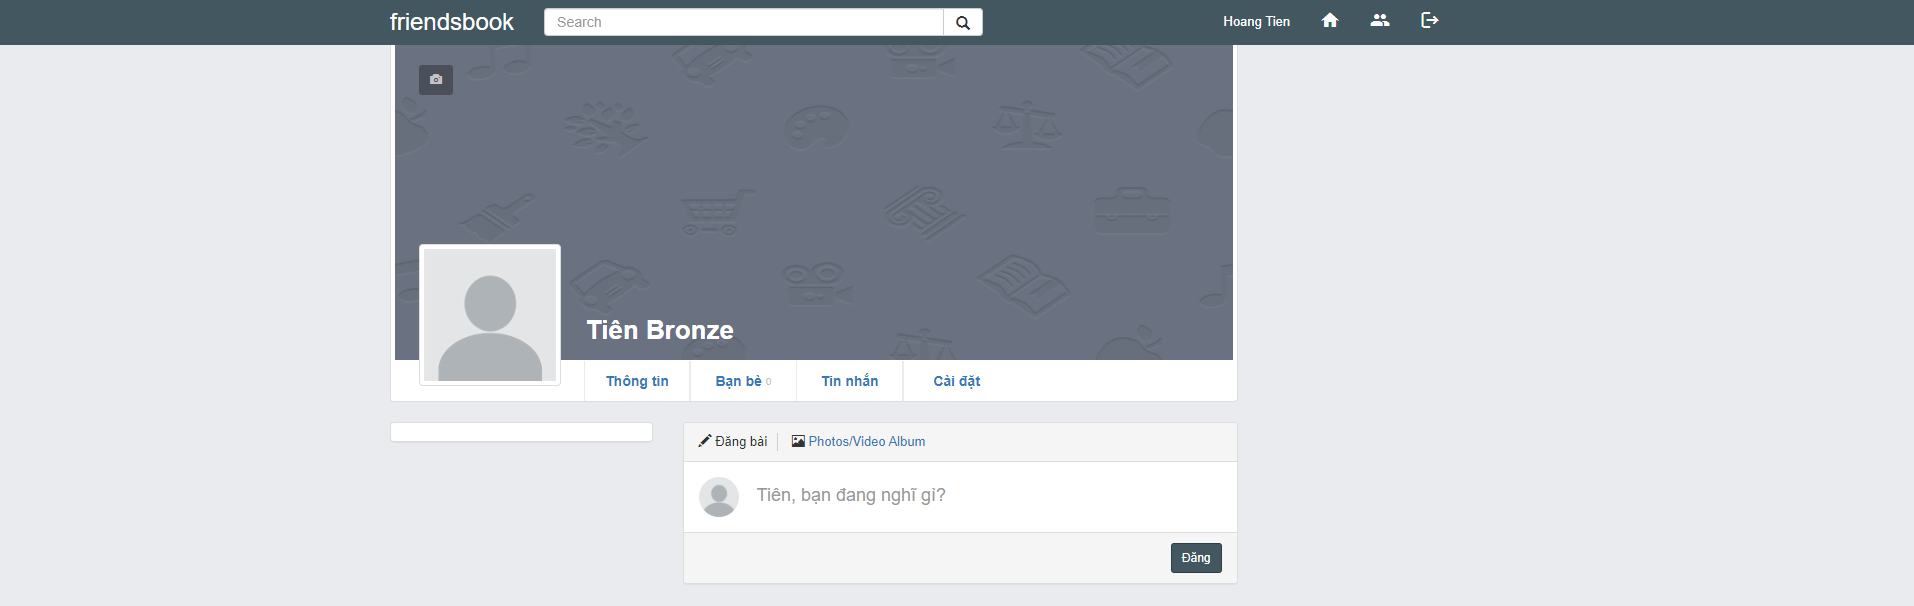 friendsbook
Search
Hoang Tien
Tiên Bronze
Thông tin
Bạn bè 0
Tin nhắn
Cài đặt
Đăng bài
Photos/Video Album
Tiên, bạn đang nghĩ gì?
Đăng